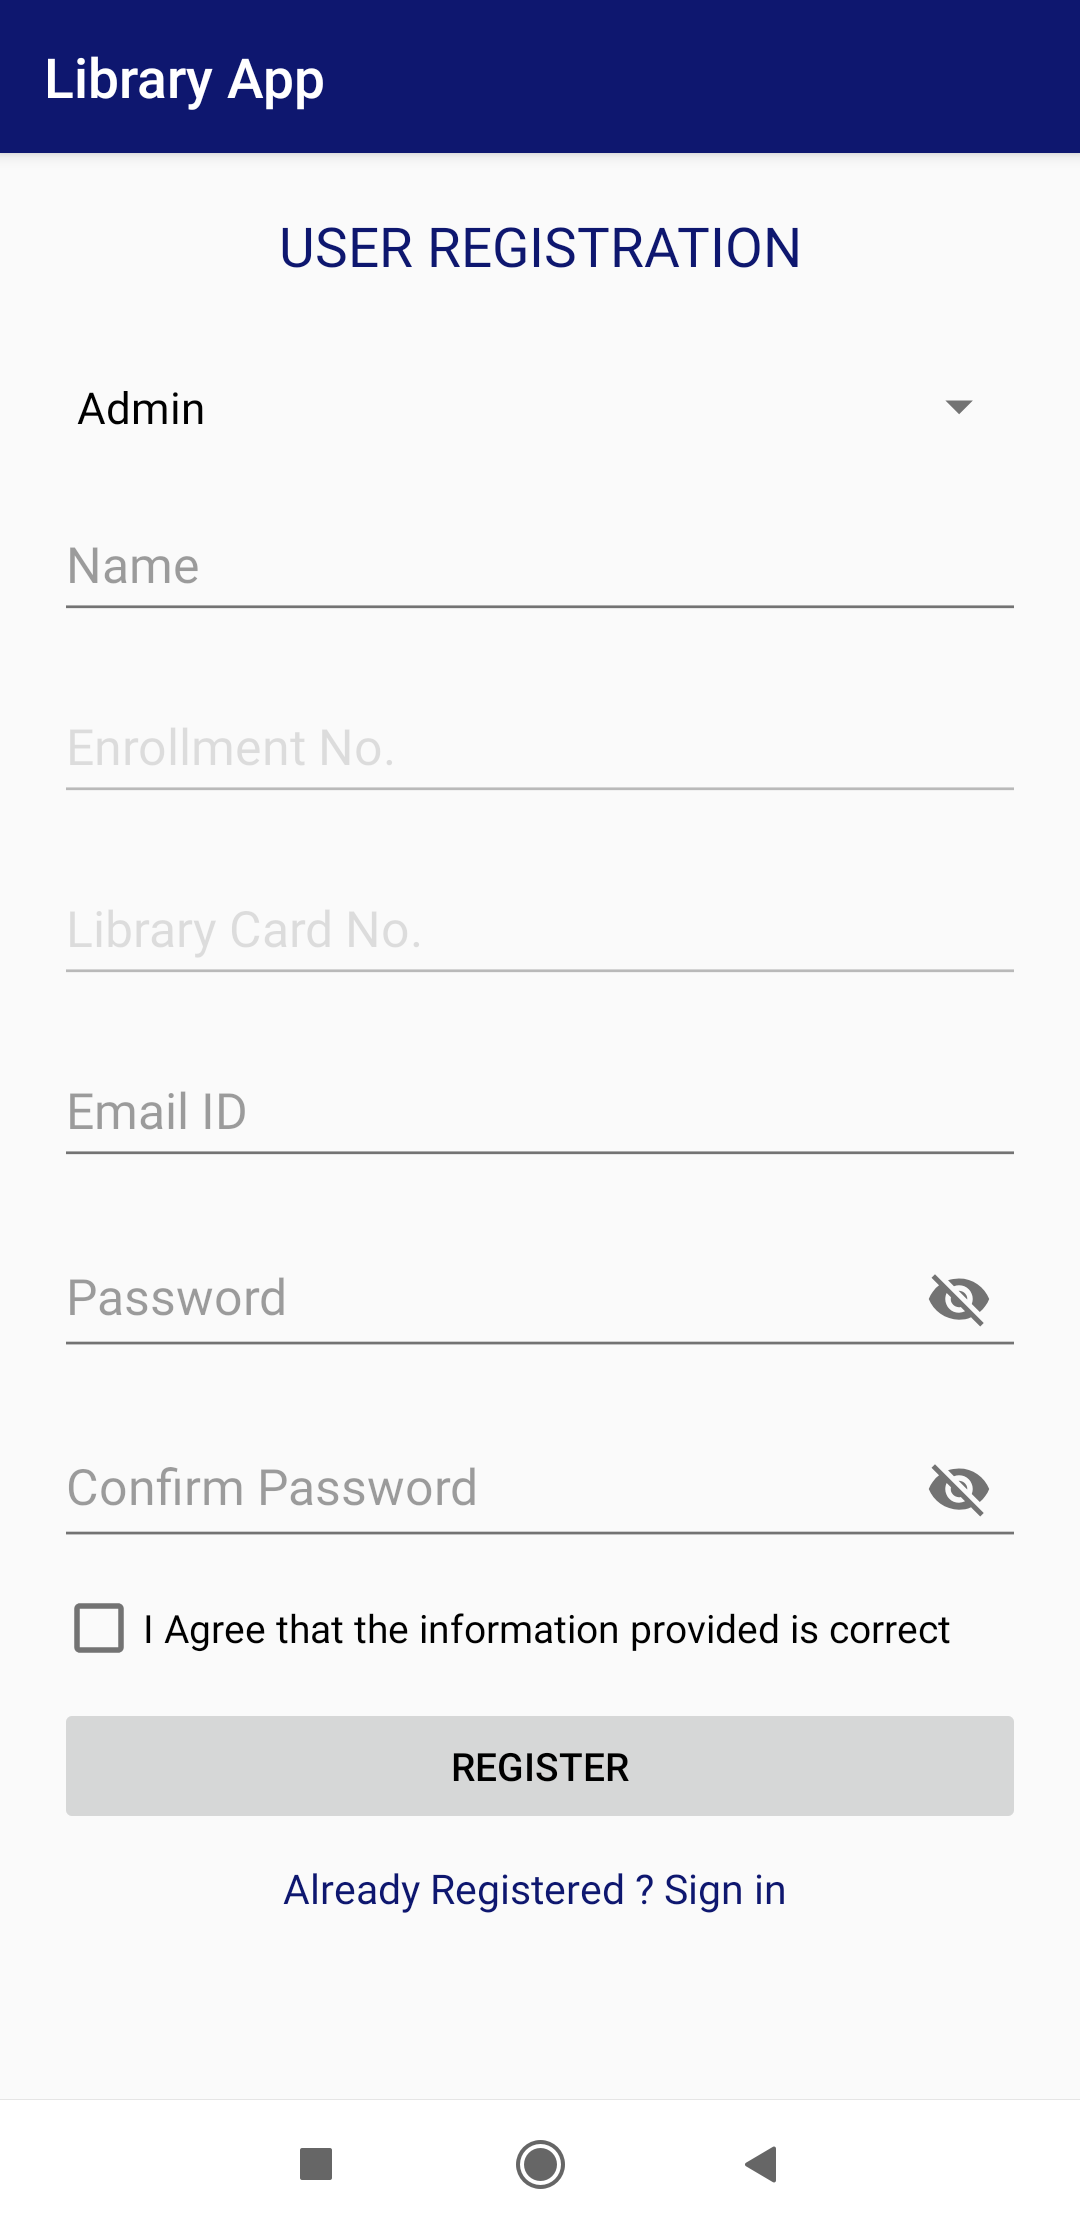 Library App
USER REGISTRATION
Admin
Name
Enrollment No.
Library Card No.
Email ID
Password
Confirm Password
I Agree that the information provided is correct
REGISTER
Already Registered ? Sign in